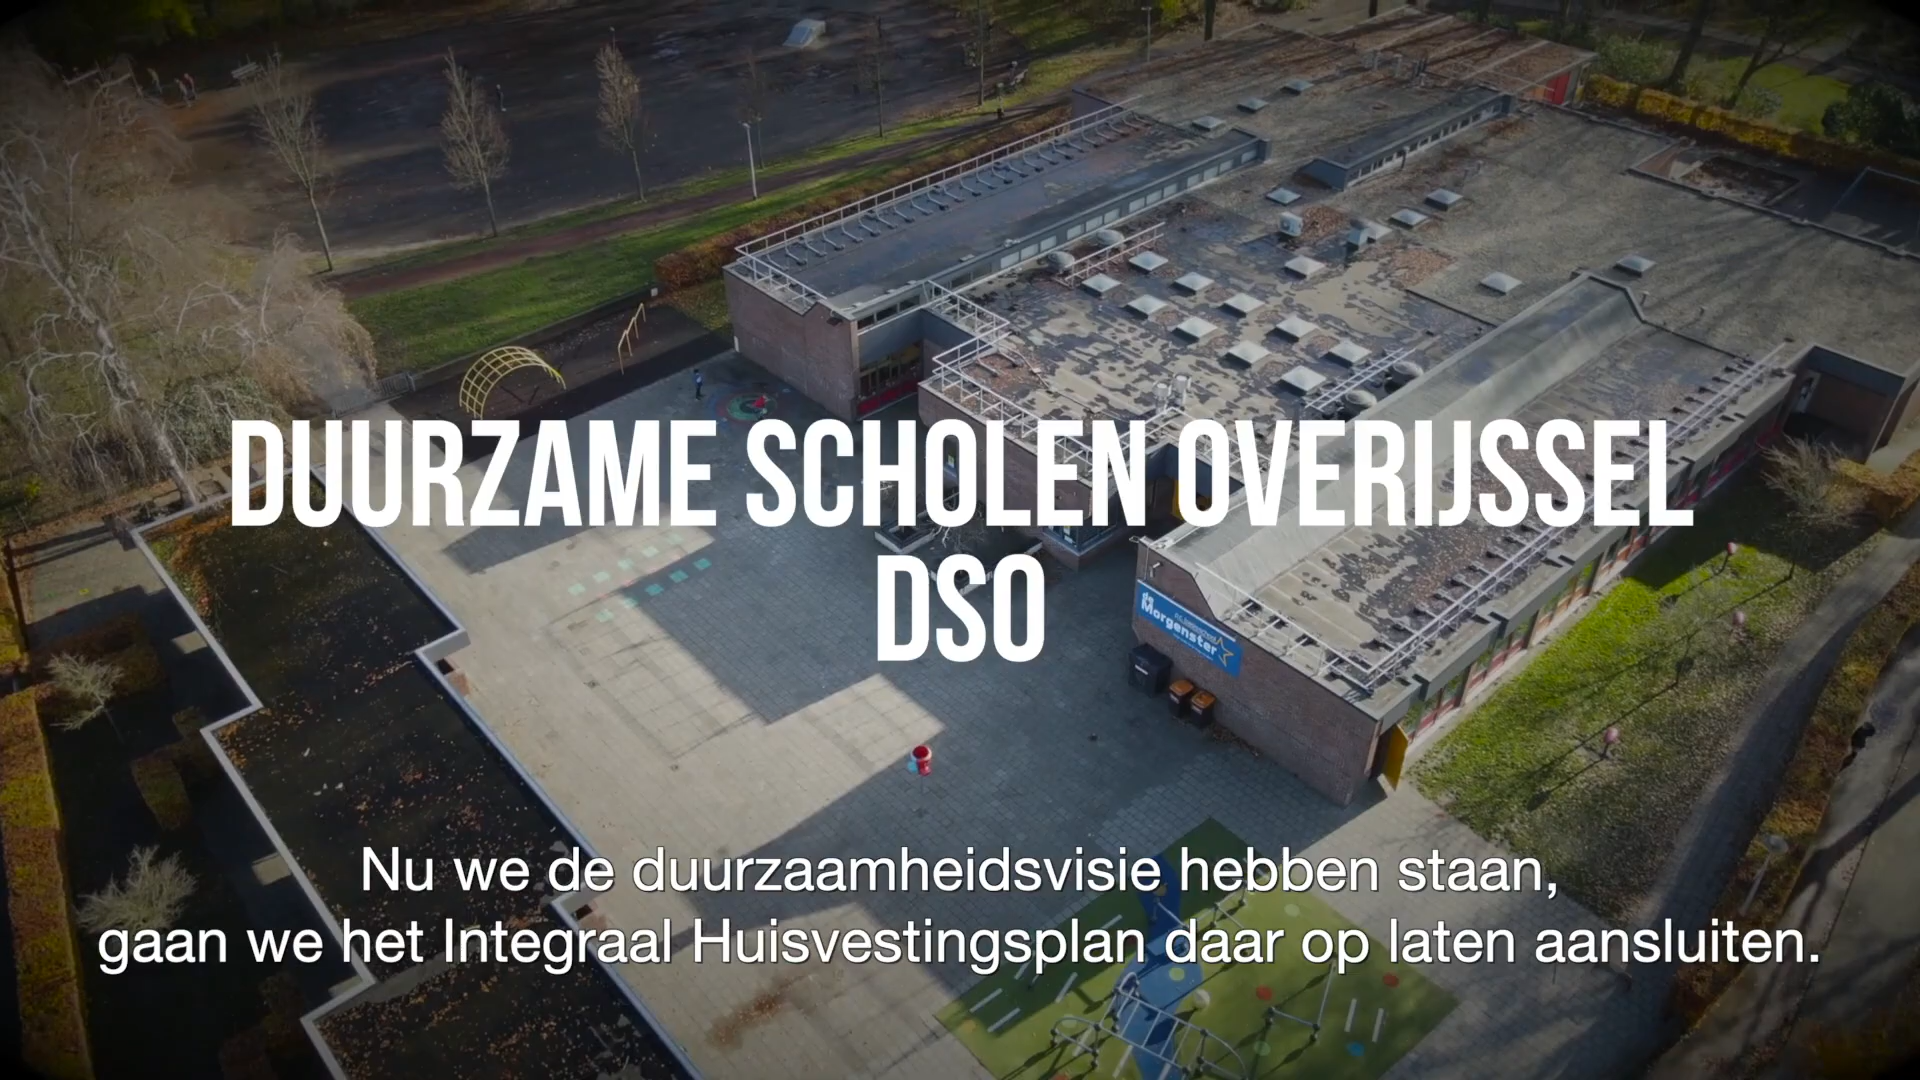 DUURZAME SCHOLEN OVERIJSSEL
DSO
de
Morgenster
Nu we de duurzaamheidsvisie hebben staan,
gaan we het Integraal Huisvestingsplan daar op laten aansluiten.